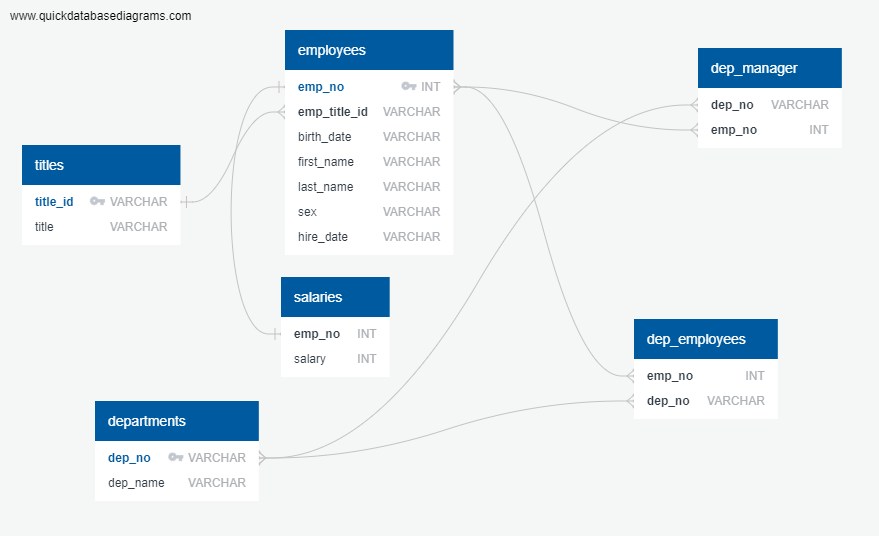 www.quickdatabasediagrams.com
employees
emp_no INT
emp_title_id VARCHAR
birth_date VARCHAR
first_name VARCHAR
last_name VARCHAR
sex VARCHAR
hire_date VARCHAR
dep_manager
dep_no VARCHAR
emp_no INT
titles
title_id VARCHAR
title VARCHAR
salaries
emp_no INT
salary INT
dep_employees
emp_no INT
dep_no VARCHAR
departments
dep_no VARCHAR
dep_name VARCHAR